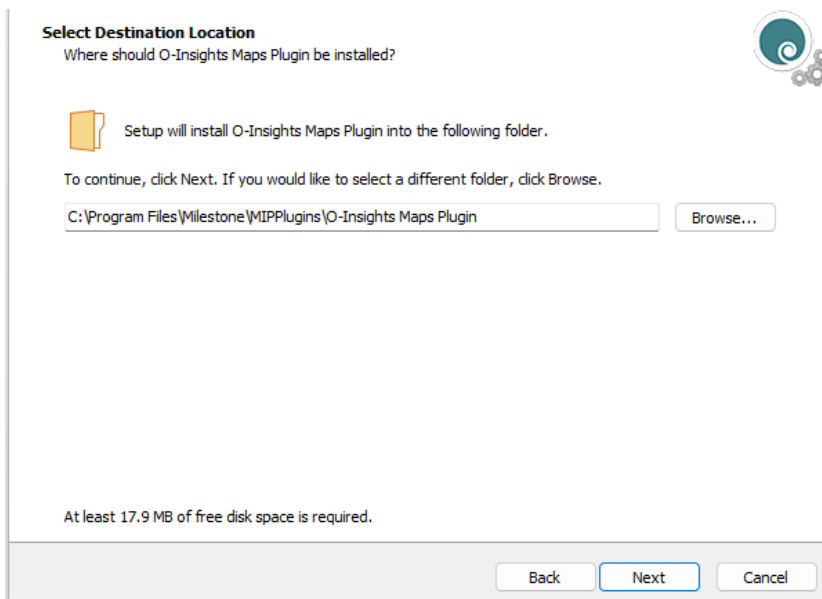 Select Destination Location
Where should O-Insights Maps Plugin be installed?
Setup will install O-Insights Maps Plugin into the following folder.
To continue, click Next. If you would like to select a different folder, click Browse.
C:\Program Files\Milestone\MIPPlugins\O-Insights Maps Plugin
Browse...
At least 17.9 MB of free disk space is required.
Back
Next
Cancel